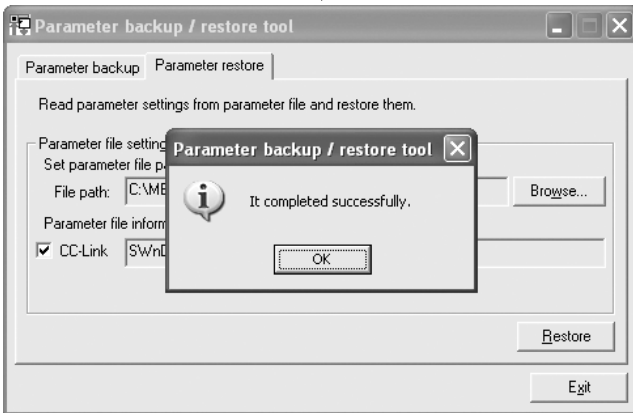 Parameter backup / restore tool
Parameter backup Parameter restore
Read parameter settings from parameter file and restore them.
Parameter file setting
Set parameter file
File path: C:\ME Browse...
Parameter file
CC-Link SWnD
Parameter backup / restore tool
It completed successfully.
OK
Restore
Exit